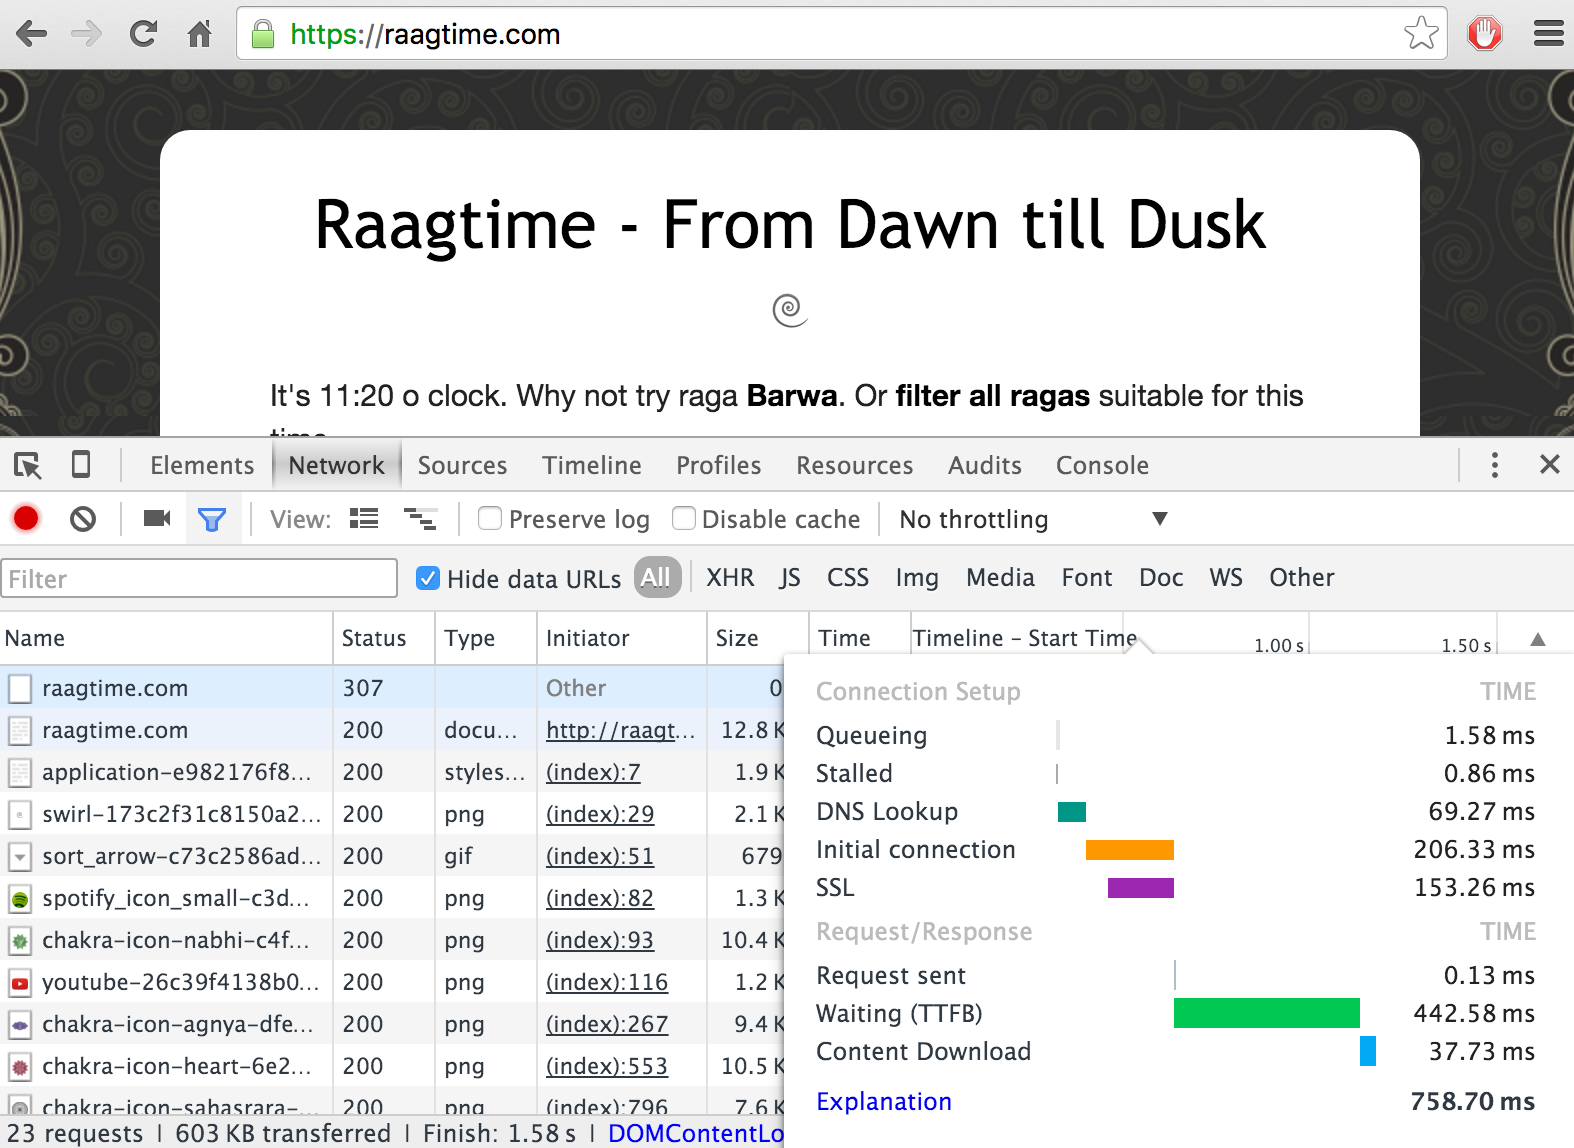 https://raagtime.com
Raagtime - From Dawn till Dusk
It's 11:20 o clock. Why not try raga Barwa. Or filter all ragas suitable for this
time
Elements Network Sources Timeline Profiles Resources Audits Console
View: Preserve log Disable cache No throttling
Filter Hide data URLs All XHR JS CSS Img Media Font Doc WS Other
Name Status Type Initiator Size Time Timeline – Start Time 1.00 s 1.50 s
raagtime.com 307 Other 0
raagtime.com 200 docu... http://raagt... 12.8 K
application-e982176f8... 200 styles... (index):7 1.9 K
swirl-173c2f31c8150a2... 200 png (index):29 2.1 K
sort_arrow-c73c2586ad... 200 gif (index):51 679
spotify_icon_small-c3d... 200 png (index):82 1.3 K
chakra-icon-nabhi-c4f... 200 png (index):93 10.4 K
youtube-26c39f4138b0... 200 png (index):116 1.2 K
chakra-icon-agnya-dfe... 200 png (index):267 9.4 K
chakra-icon-heart-6e2... 200 png (index):553 10.5 K
chakra-icon-sahasrara-... 200 png (index):796 7.6 K
Connection Setup TIME
Queueing 1.58 ms
Stalled 0.86 ms
DNS Lookup 69.27 ms
Initial connection 206.33 ms
SSL 153.26 ms
Request/Response TIME
Request sent 0.13 ms
Waiting (TTFB) 442.58 ms
Content Download 37.73 ms
Explanation 758.70 ms
23 requests | 603 KB transferred | Finish: 1.58 s | DOMContentLo